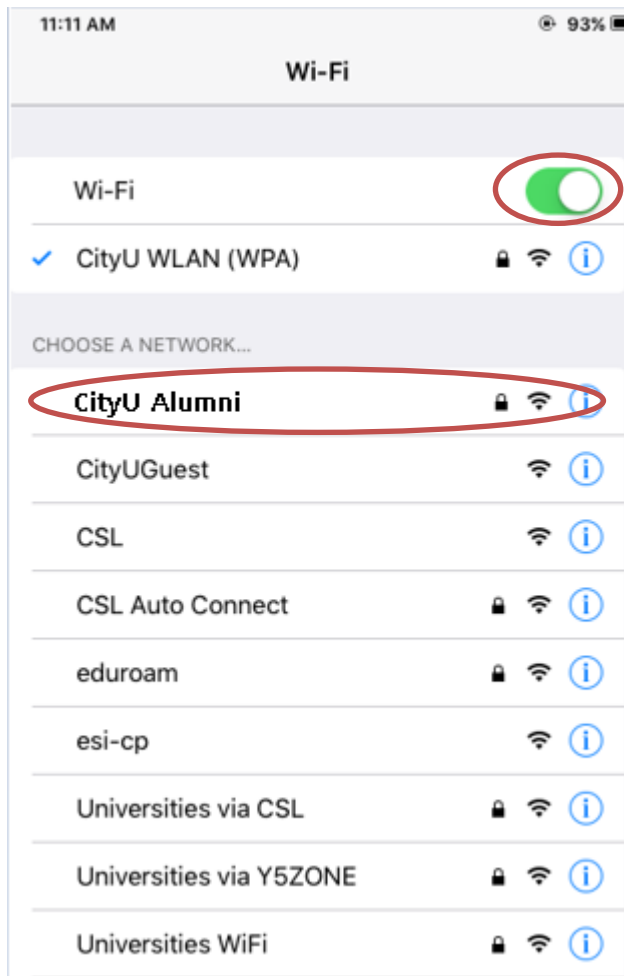 11:11 AM 93%
Wi-Fi
Wi-Fi
CityU WLAN (WPA)
CHOOSE A NETWORK...
CityU Alumni
CityUGuest
CSL
CSL Auto Connect
eduroam
esi-cp
Universities via CSL
Universities via Y5ZONE
Universities WiFi